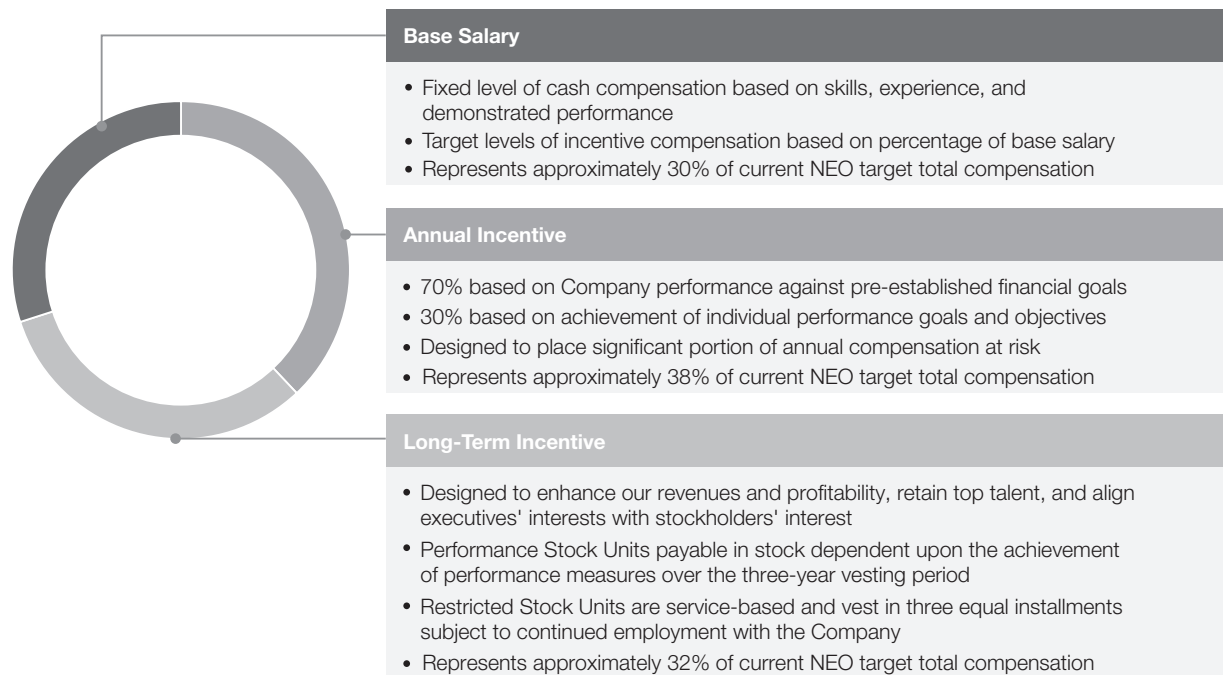 Base Salary
• Fixed level of cash compensation based on skills, experience, and
demonstrated performance
• Target levels of incentive compensation based on percentage of base salary
• Represents approximately 30% of current NEO target total compensation
Annual Incentive
• 70% based on Company performance against pre-established financial goals
• 30% based on achievement of individual performance goals and objectives
• Designed to place significant portion of annual compensation at risk
• Represents approximately 38% of current NEO target total compensation
Long-Term Incentive
• Designed to enhance our revenues and profitability, retain top talent, and align
executives' interests with stockholders' interest
• Performance Stock Units payable in stock dependent upon the achievement
of performance measures over the three-year vesting period
• Restricted Stock Units are service-based and vest in three equal installments
subject to continued employment with the Company
• Represents approximately 32% of current NEO target total compensation